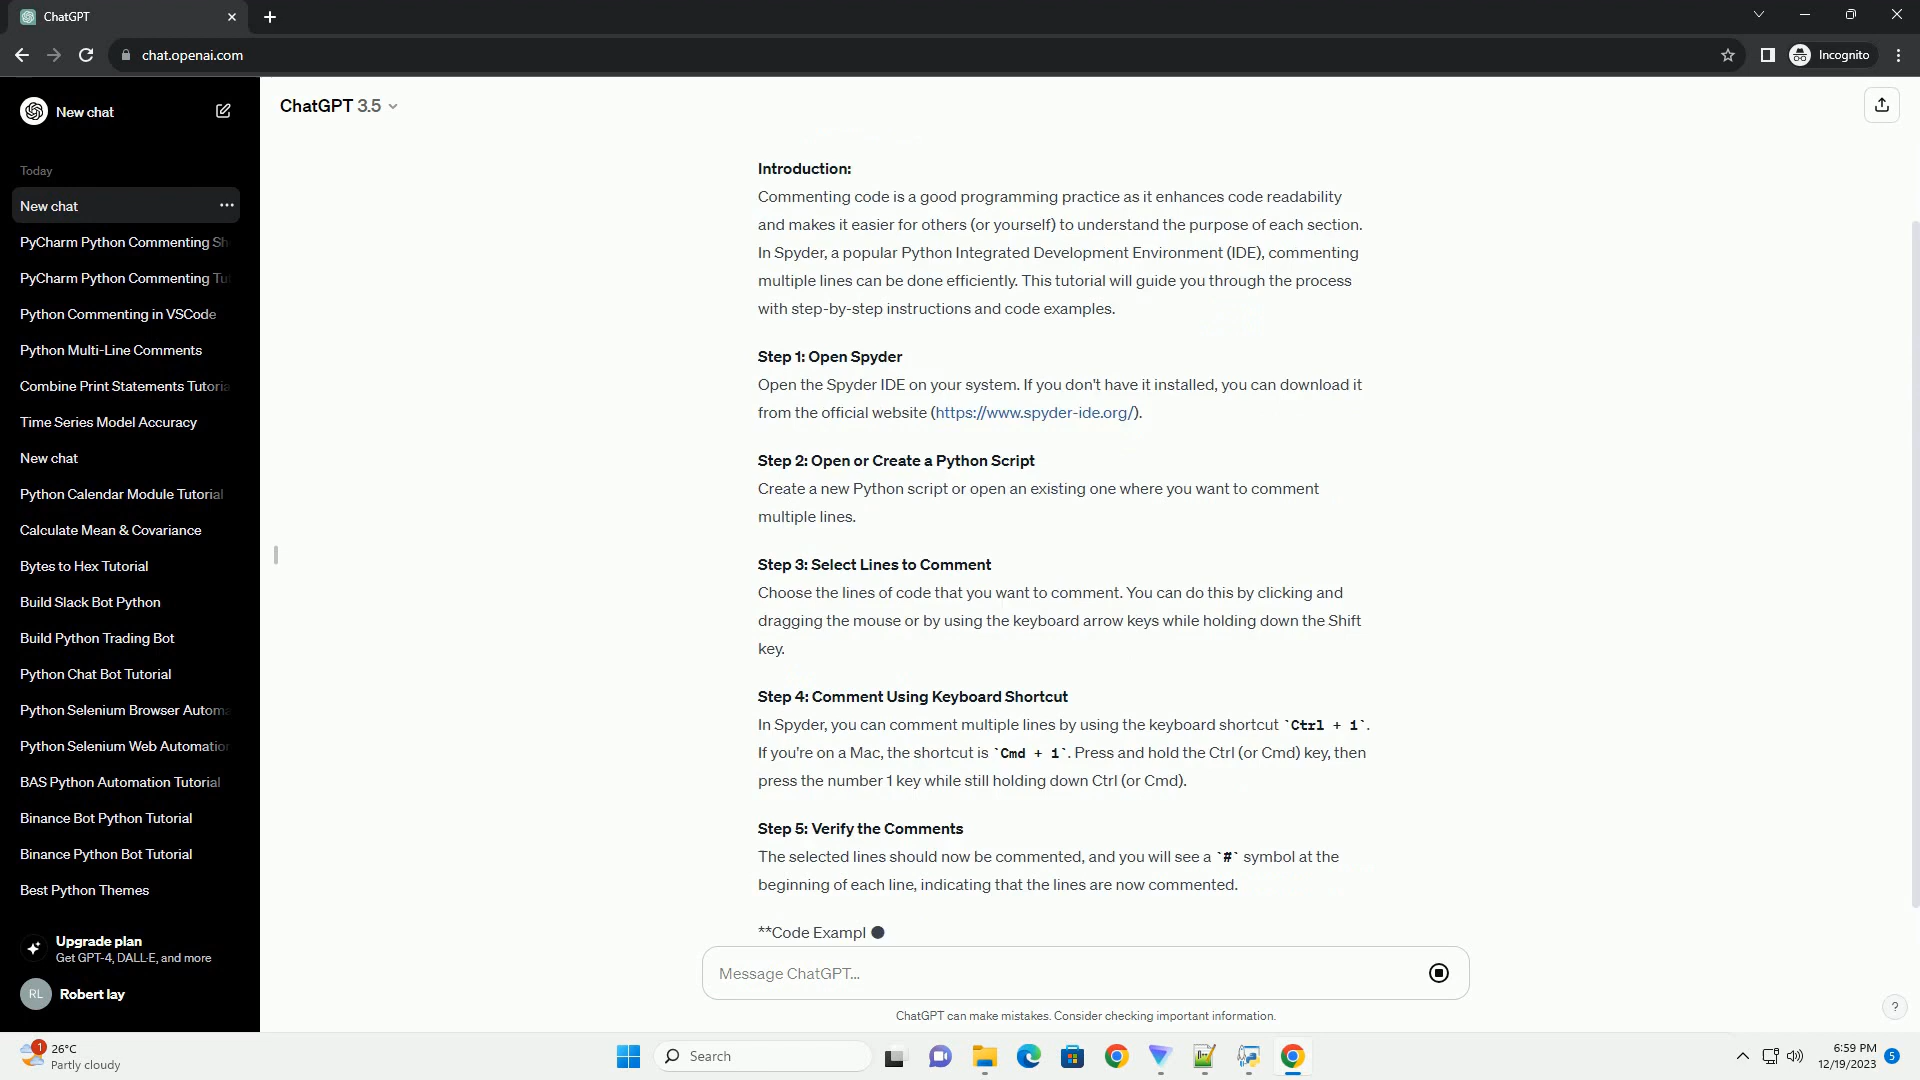 ChatGPT
chat.openai.com
Incognito
New chat
Today
New chat
PyCharm Python Commenting Sh
PyCharm Python Commenting Tu
Python Commenting in VSCode
Python Multi-Line Comments
Combine Print Statements Tutoria
Time Series Model Accuracy
New chat
Python Calendar Module Tutorial
Calculate Mean & Covariance
Bytes to Hex Tutorial
Build Slack Bot Python
Build Python Trading Bot
Python Chat Bot Tutorial
Python Selenium Browser Automa
Python Selenium Web Automation
BAS Python Automation Tutorial
Binance Bot Python Tutorial
Binance Python Bot Tutorial
Best Python Themes
Upgrade plan
Get GPT-4, DALL·E, and more
RL
Robert lay
ChatGPT 3.5
Introduction:
Commenting code is a good programming practice as it enhances code readability
and makes it easier for others (or yourself) to understand the purpose of each section.
In Spyder, a popular Python Integrated Development Environment (IDE), commenting
multiple lines can be done efficiently. This tutorial will guide you through the process
with step-by-step instructions and code examples.
Step 1: Open Spyder
Open the Spyder IDE on your system. If you don't have it installed, you can download it
from the official website (https://www.spyder-ide.org/).
Step 2: Open or Create a Python Script
Create a new Python script or open an existing one where you want to comment
multiple lines.
Step 3: Select Lines to Comment
Choose the lines of code that you want to comment. You can do this by clicking and
dragging the mouse or by using the keyboard arrow keys while holding down the Shift
key.
Step 4: Comment Using Keyboard Shortcut
In Spyder, you can comment multiple lines by using the keyboard shortcut `Ctrl + 1`.
If you're on a Mac, the shortcut is `Cmd + 1`. Press and hold the Ctrl (or Cmd) key, then
press the number 1 key while still holding down Ctrl (or Cmd).
Step 5: Verify the Comments
The selected lines should now be commented, and you will see a `#` symbol at the
beginning of each line, indicating that the lines are now commented.
**Code Exampl
Message ChatGPT…
ChatGPT can make mistakes. Consider checking important information.
?
1
26°C
Partly cloudy
Search
6:59 PM
12/19/2023
5